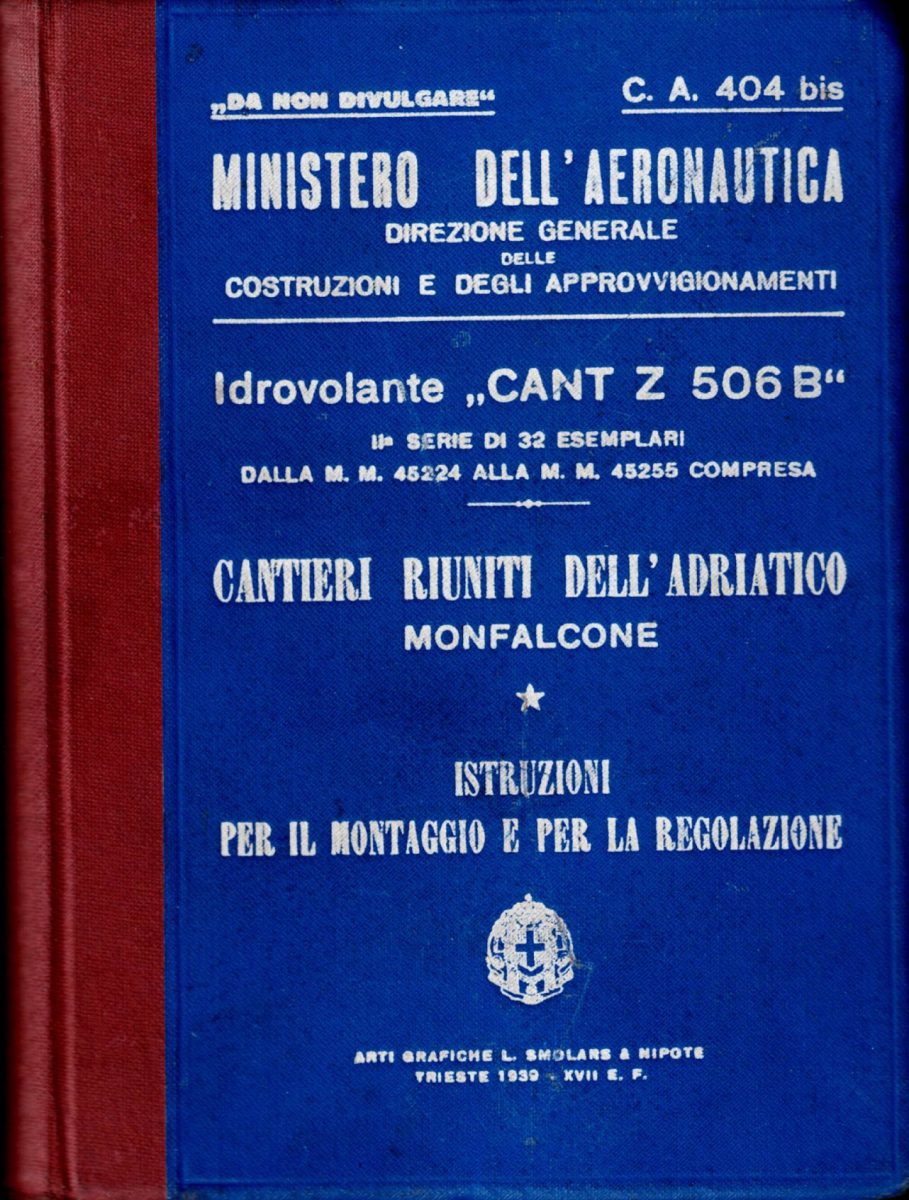 „DA NON DIVULGARE“
C. A. 404 bis
MINISTERO DELL'AERONAUTICA
DIREZIONE GENERALE
DELLE
COSTRUZIONI E DEGLI APPROVVIGIONAMENTI
Idrovolante „CANT Z 506 B“
IIª SERIE DI 32 ESEMPLARI
DALLA M. M. 45224 ALLA M. M. 45255 COMPRESA
CANTIERI RIUNITI DELL'ADRIATICO
MONFALCONE
ISTRUZIONI
PER IL MONTAGGIO E PER LA REGOLAZIONE
ARTI GRAFICHE L. SMOLARS & NIPOTE
TRIESTE 1939 - XVII E. F.